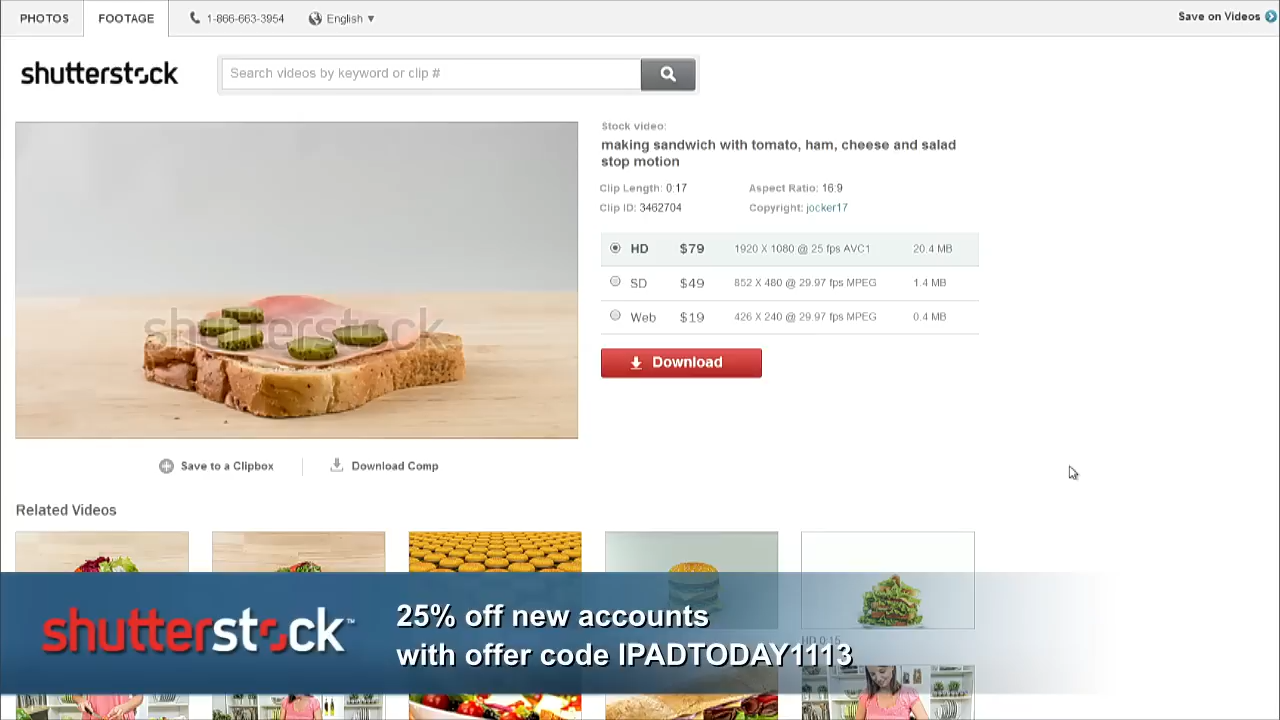 PHOTOS
FOOTAGE
1-866-663-3954
English ▼
Save on Videos
shutterstock
Search videos by keyword or clip #
Stock video:
making sandwich with tomato, ham, cheese and salad
stop motion
Clip Length: 0:17
Aspect Ratio: 16:9
Clip ID: 3462704
Copyright: jocker17
HD $79 1920 X 1080 @ 25 fps AVC1 20.4 MB
SD $49 852 X 480 @ 29.97 fps MPEG 1.4 MB
Web $19 426 X 240 @ 29.97 fps MPEG 0.4 MB
Download
shutterstock
Save to a Clipbox
Download Comp
Related Videos
HD 0:15
shutterstock™
25% off new accounts
with offer code IPADTODAY1113